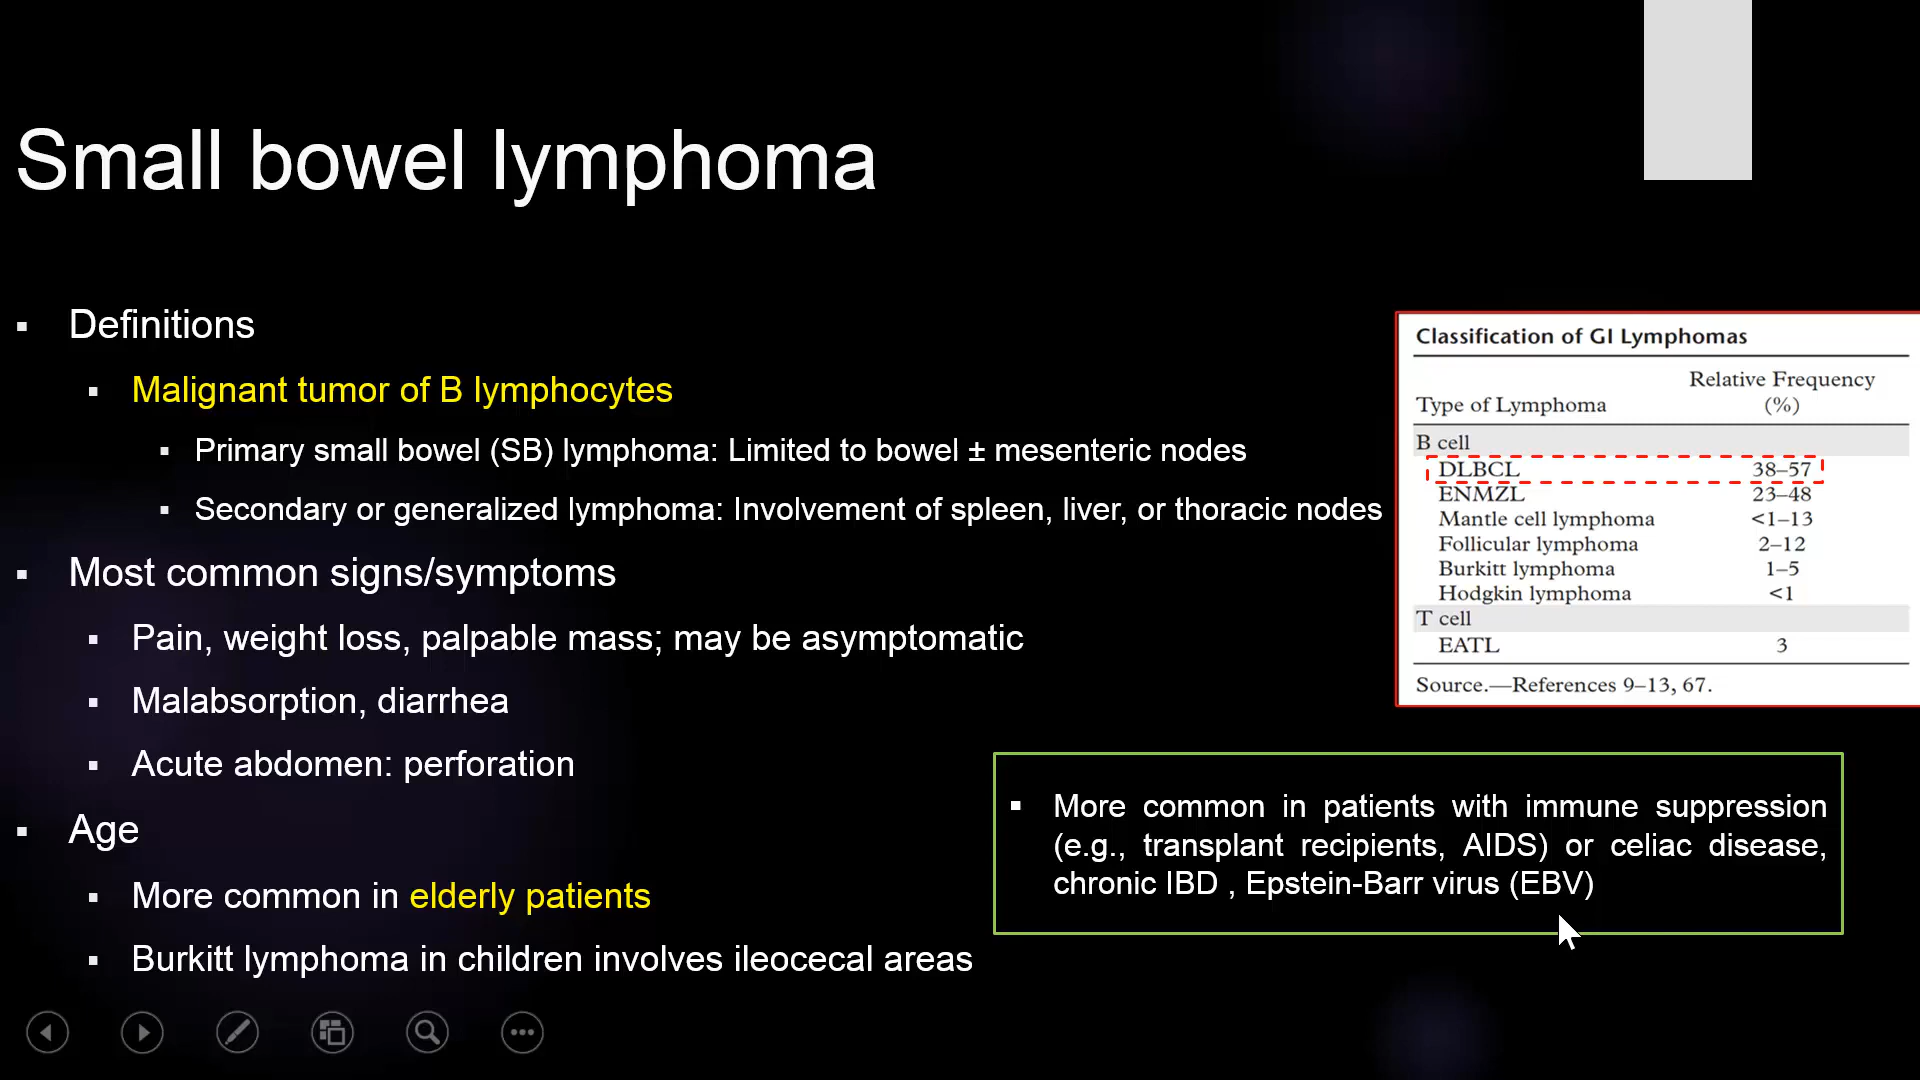 Small bowel lymphoma
▪ Definitions
▪ Malignant tumor of B lymphocytes
▪ Primary small bowel (SB) lymphoma: Limited to bowel ± mesenteric nodes
▪ Secondary or generalized lymphoma: Involvement of spleen, liver, or thoracic nodes
▪ Most common signs/symptoms
▪ Pain, weight loss, palpable mass; may be asymptomatic
▪ Malabsorption, diarrhea
▪ Acute abdomen: perforation
▪ Age
▪ More common in elderly patients
▪ Burkitt lymphoma in children involves ileocecal areas
Classification of GI Lymphomas
Relative Frequency
Type of Lymphoma (%)
B cell
DLBCL 38–57
ENMZL 23–48
Mantle cell lymphoma <1–13
Follicular lymphoma 2–12
Burkitt lymphoma 1–5
Hodgkin lymphoma <1
T cell
EATL 3
Source.—References 9–13, 67.
▪ More common in patients with immune suppression
(e.g., transplant recipients, AIDS) or celiac disease,
chronic IBD , Epstein-Barr virus (EBV)